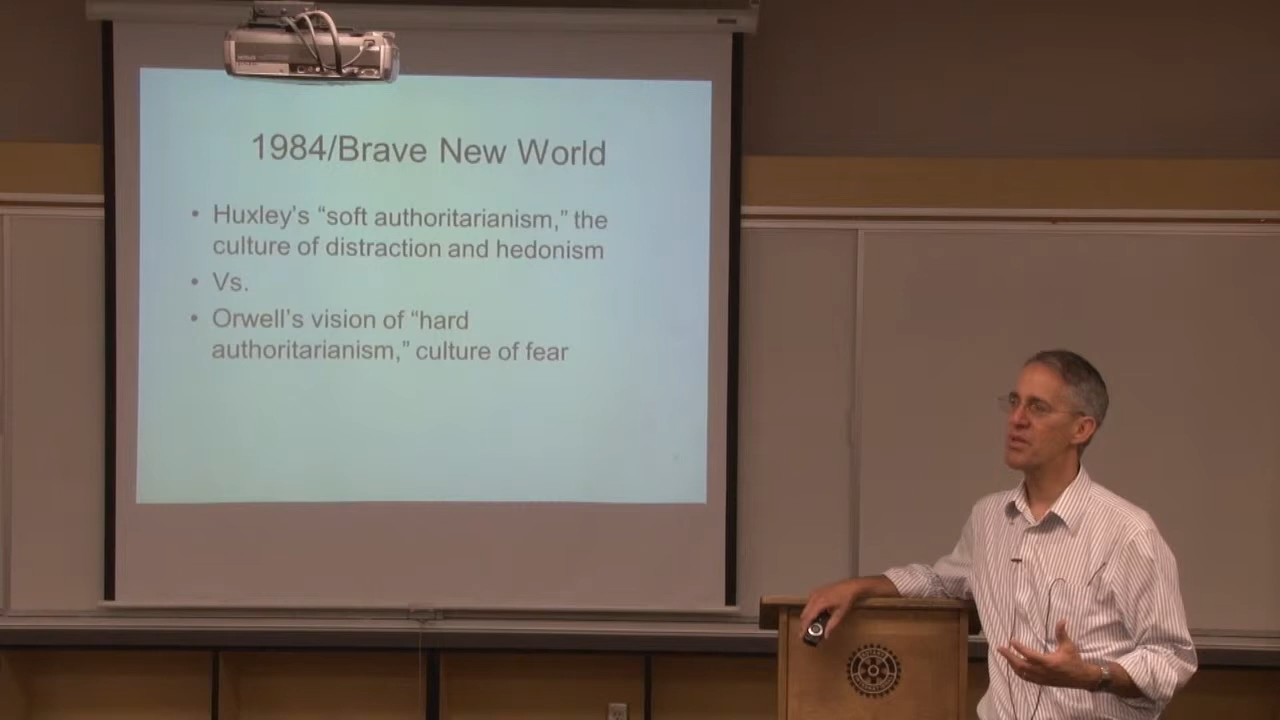 1984/Brave New World
• Huxley's “soft authoritarianism,” the
culture of distraction and hedonism
• Vs.
• Orwell's vision of “hard
authoritarianism,” culture of fear